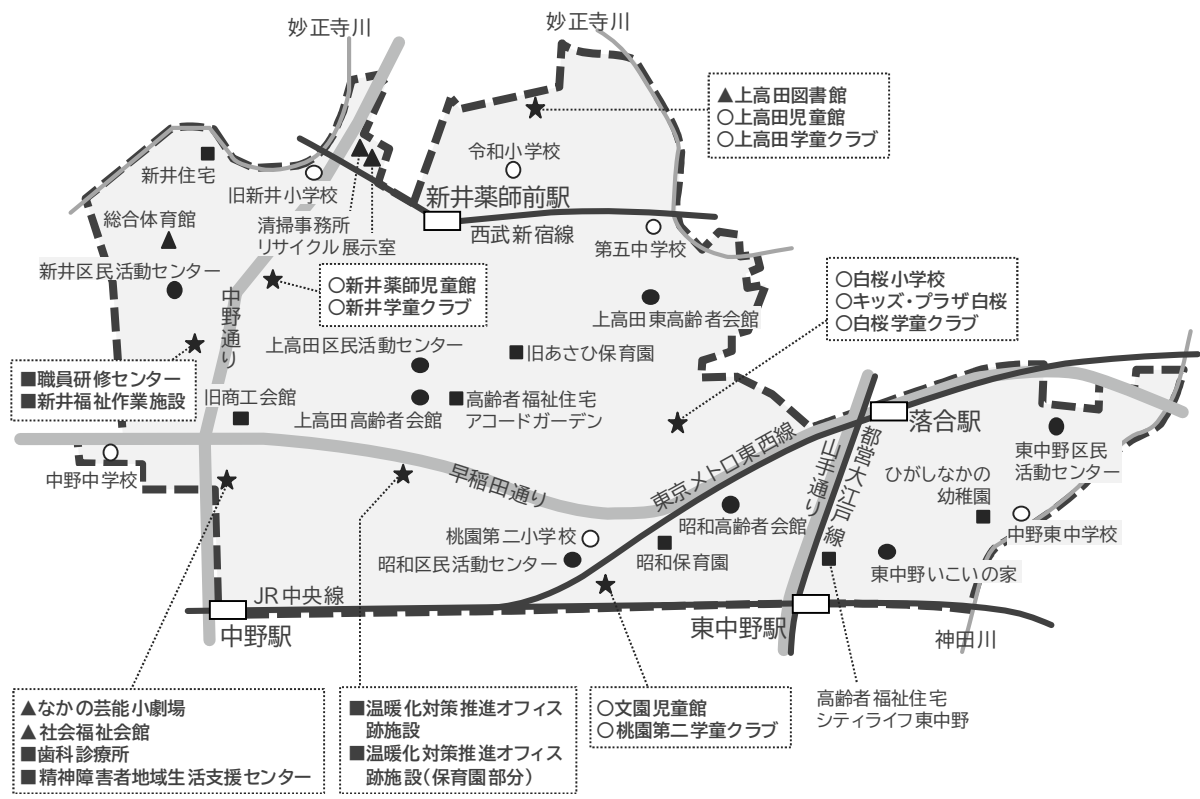 妙正寺川
妙正寺川
▲上高田図書館
○上高田児童館
○上高田学童クラブ
令和小学校
新井住宅
旧新井小学校
新井薬師前駅
総合体育館
清掃事務所
リサイクル展示室
西武新宿線
第五中学校
新井区民活動センター
○新井薬師児童館
○新井学童クラブ
中野通り
○白桜小学校
○キッズ・プラザ白桜
○白桜学童クラブ
上高田東高齢者会館
上高田区民活動センター
旧あさひ保育園
■職員研修センター
■新井福祉作業施設
旧商工会館
上高田高齢者会館
高齢者福祉住宅
アコードガーデン
落合駅
中野中学校
早稲田通り
東京メトロ東西線
山手通り
都営大江戸線
東中野区民
活動センター
ひがしなかの
幼稚園
昭和高齢者会館
桃園第二小学校
昭和区民活動センター
昭和保育園
中野東中学校
東中野いこいの家
JR中央線
中野駅
東中野駅
神田川
▲なかの芸能小劇場
▲社会福祉会館
■歯科診療所
■精神障害者地域生活支援センター
■温暖化対策推進オフィス
跡施設
■温暖化対策推進オフィス
跡施設(保育園部分)
○文園児童館
○桃園第二学童クラブ
高齢者福祉住宅
シティライフ東中野